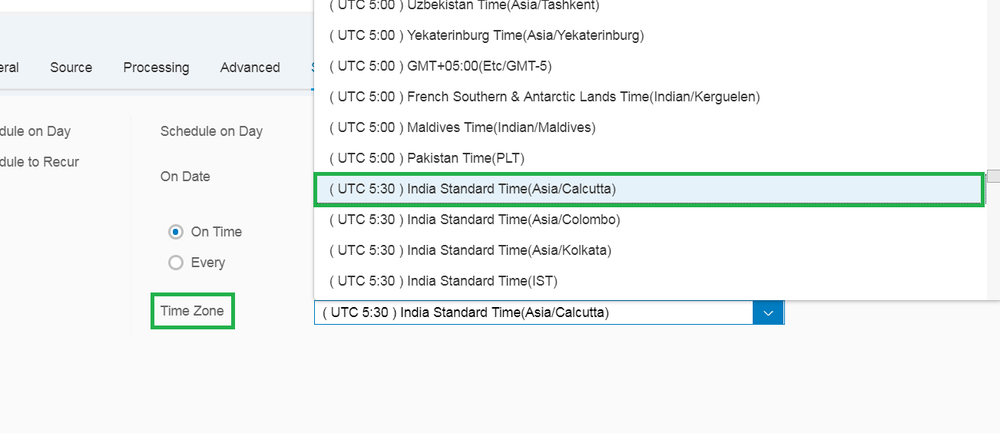 ( UTC 5:00 ) Uzbekistan Time(Asia/Tashkent)
( UTC 5:00 ) Yekaterinburg Time(Asia/Yekaterinburg)
eral Source Processing Advanced
( UTC 5:00 ) GMT+05:00(Etc/GMT-5)
( UTC 5:00 ) French Southern & Antarctic Lands Time(Indian/Kerguelen)
dule on Day
Schedule on Day
( UTC 5:00 ) Maldives Time(Indian/Maldives)
dule to Recur
( UTC 5:00 ) Pakistan Time(PLT)
On Date
( UTC 5:30 ) India Standard Time(Asia/Calcutta)
( UTC 5:30 ) India Standard Time(Asia/Colombo)
On Time
( UTC 5:30 ) India Standard Time(Asia/Kolkata)
Every
( UTC 5:30 ) India Standard Time(IST)
Time Zone
( UTC 5:30 ) India Standard Time(Asia/Calcutta)